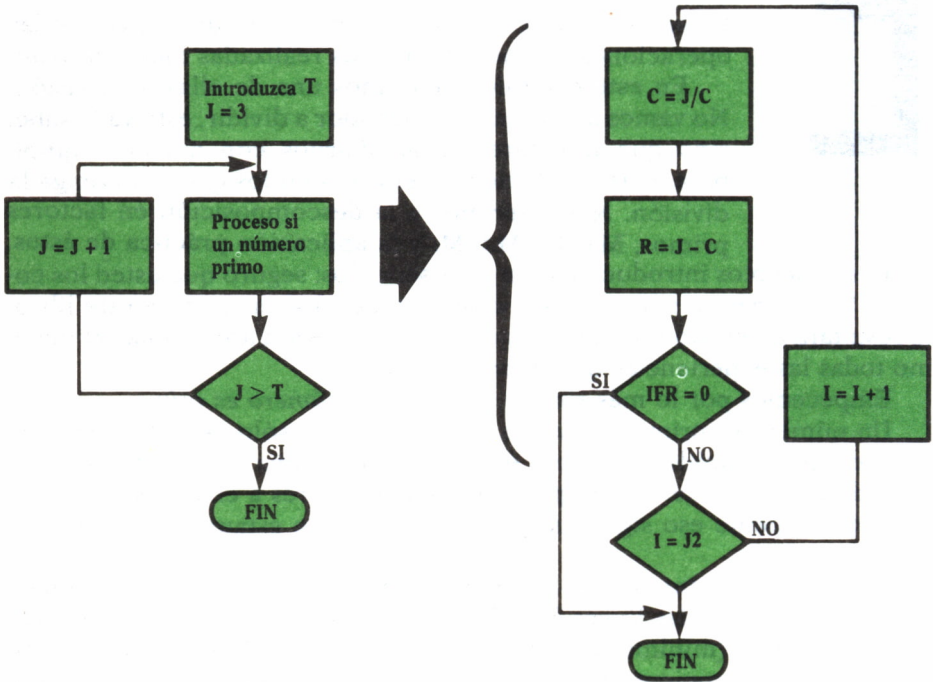 Introduzca T
J = 3
J = J + 1
Proceso si
un número
primo
J > T
SI
FIN
C = J/C
R = J – C
IFR = 0
SI
NO
I = I + 1
I = J2
NO
FIN